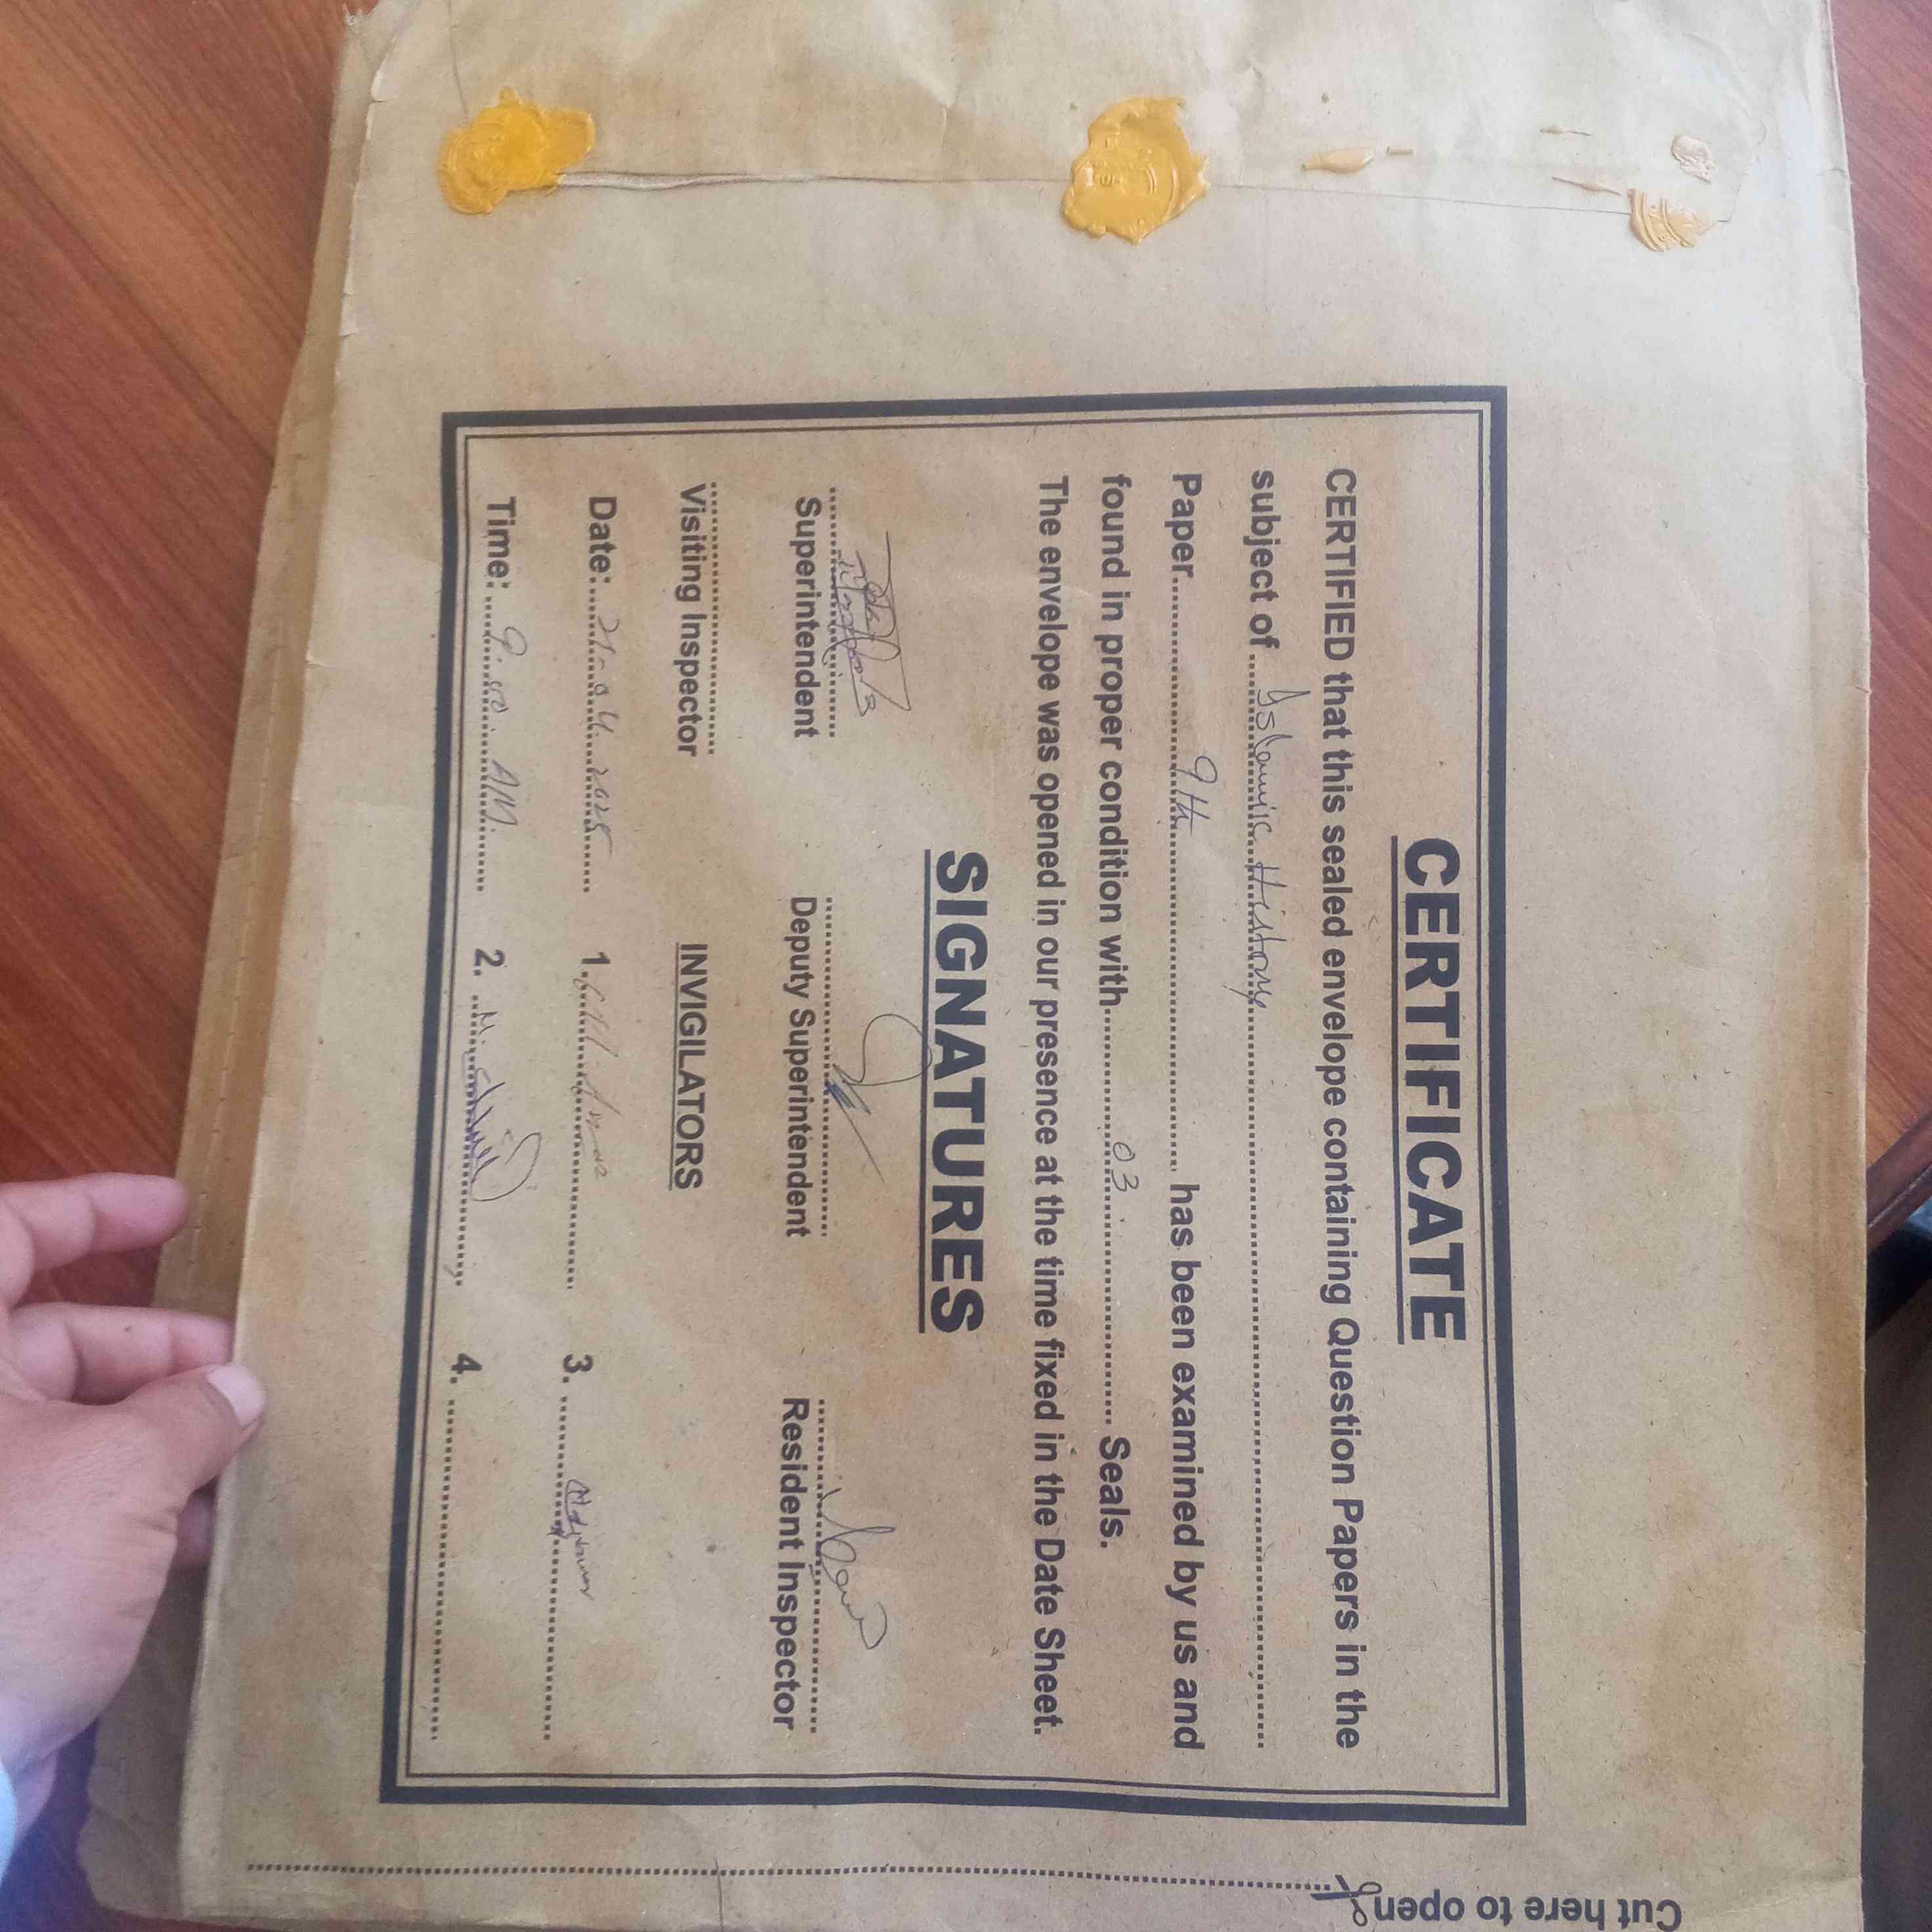 CERTIFICATE
CERTIFIED that this sealed envelope containing Question Papers in the
subject of Islamic History
Paper 9th has been examined by us and
found in proper condition with 03 Seals.
The envelope was opened in our presence at the time fixed in the Date Sheet.
SIGNATURES
Superintendent Deputy Superintendent Resident Inspector
Visiting Inspector INVIGILATORS
Date: 21-04-2025 1. 3.
Time: 9:00 AM 2. 4.
Cut here to open